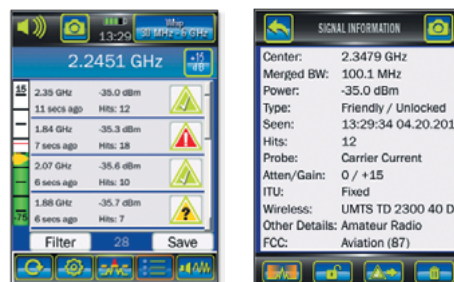 13:29
Whip
30 MHz - 6 GHz
2.2451 GHz
+15
dB
15
2.35 GHz -35.0 dBm
11 secs ago Hits: 12
1.84 GHz -35.3 dBm
7 secs ago Hits: 18
2.07 GHz -35.6 dBm
6 secs ago Hits: 10
1.88 GHz -35.7 dBm
6 secs ago Hits: 7
?
-75
Filter 28 Save
SIGNAL INFORMATION
Center: 2.3479 GHz
Merged BW: 100.1 MHz
Power: -35.0 dBm
Type: Friendly / Unlocked
Seen: 13:29:34 04.20.201
Hits: 12
Probe: Carrier Current
Atten/Gain: 0 / +15
ITU: Fixed
Wireless: UMTS TD 2300 40 D
Other Details: Amateur Radio
FCC: Aviation (87)